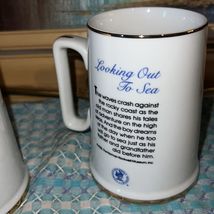 Looking Out
To Sea
The waves crash against
the rocky coast as the
old man shares his tales
of adventure on the high
seas. And the boy dreams
of the day when he too
will go to sea just as his
father and grandfather
did before him